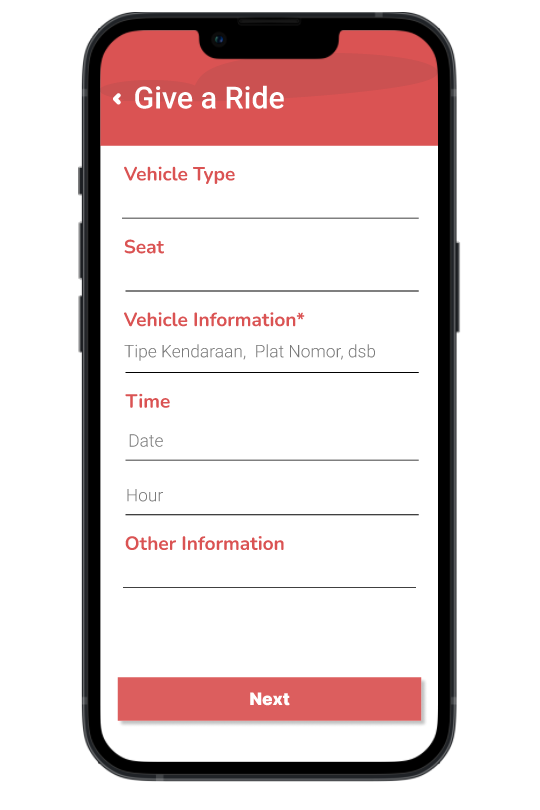 Give a Ride
Vehicle Type
Seat
Vehicle Information*
Tipe Kendaraan, Plat Nomor, dsb
Time
Date
Hour
Other Information
Next